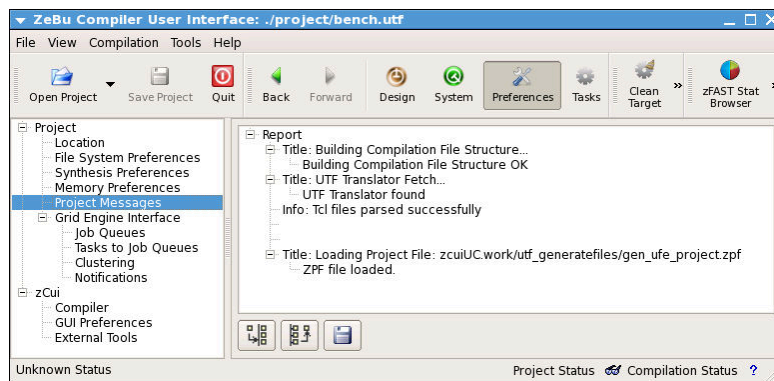 ZeBu Compiler User Interface: ./project/bench.utf
File View Compilation Tools Help
Open Project Save Project Quit Back Forward Design System Preferences Tasks Clean Target » zFAST Stat Browser
Project
Location
File System Preferences
Synthesis Preferences
Memory Preferences
Project Messages
Grid Engine Interface
Job Queues
Tasks to Job Queues
Clustering
Notifications
zCui
Compiler
GUI Preferences
External Tools
Report
Title: Building Compilation File Structure...
Building Compilation File Structure OK
Title: UTF Translator Fetch...
UTF Translator found
Info: Tcl files parsed successfully
Title: Loading Project File: zcuiUC.work/utf_generatefiles/gen_ufe_project.zpf
ZPF file loaded.
Unknown Status
Project Status Compilation Status ?